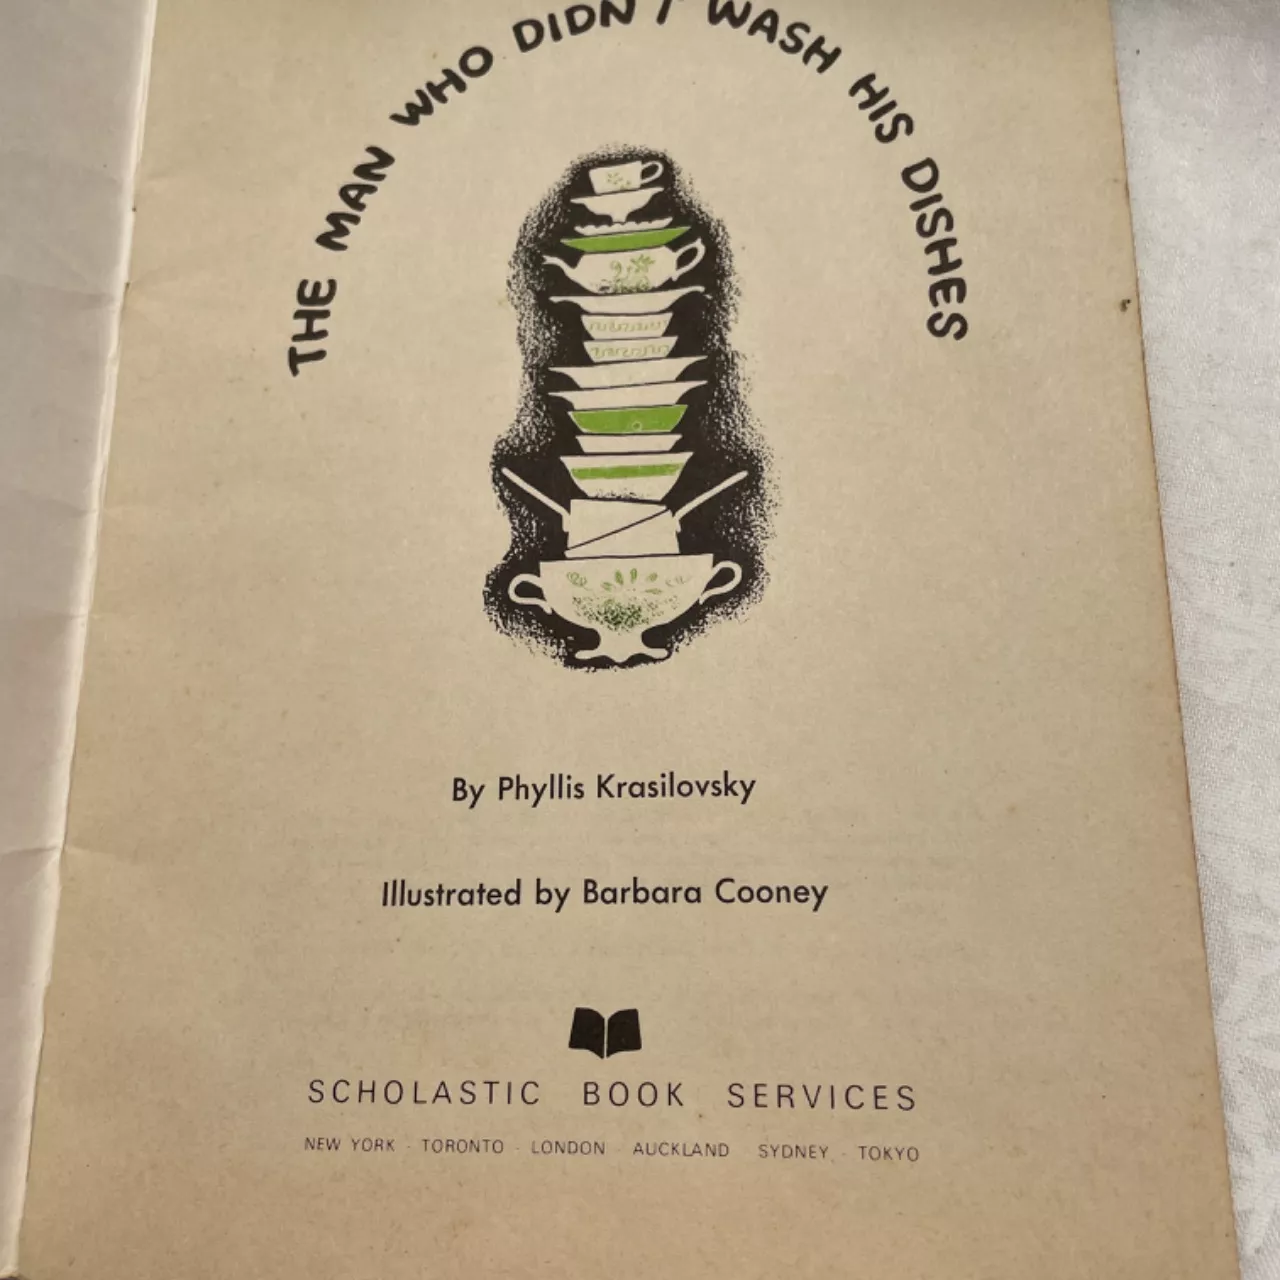 THE MAN WHO DIDN'T WASH HIS DISHES
By Phyllis Krasilovsky
Illustrated by Barbara Cooney
SCHOLASTIC BOOK SERVICES
NEW YORK · TORONTO · LONDON · AUCKLAND · SYDNEY · TOKYO